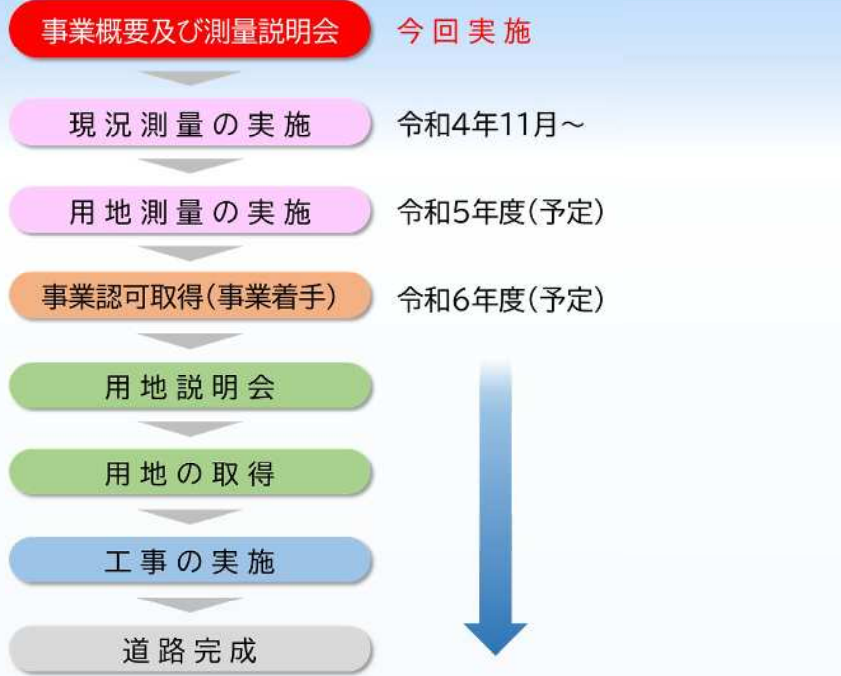 事業概要及び測量説明会 今回実施
現況測量の実施 令和4年11月～
用地測量の実施 令和5年度(予定)
事業認可取得(事業着手) 令和6年度(予定)
用地説明会
用地の取得
工事の実施
道路完成